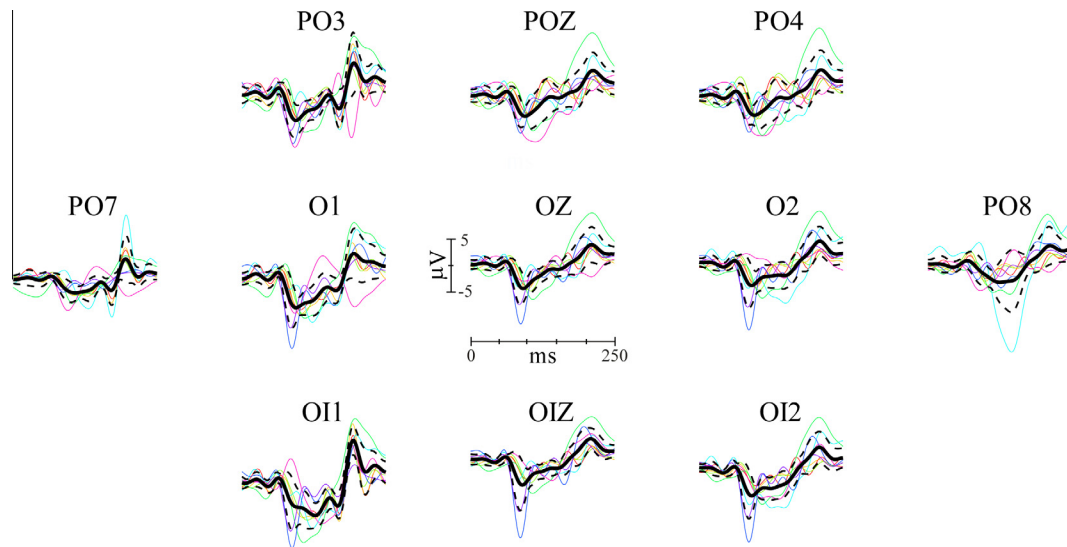 PO3 POZ PO4
PO7 O1 OZ O2 PO8
5
μV
-5
0 ms 250
OI1 OIZ OI2